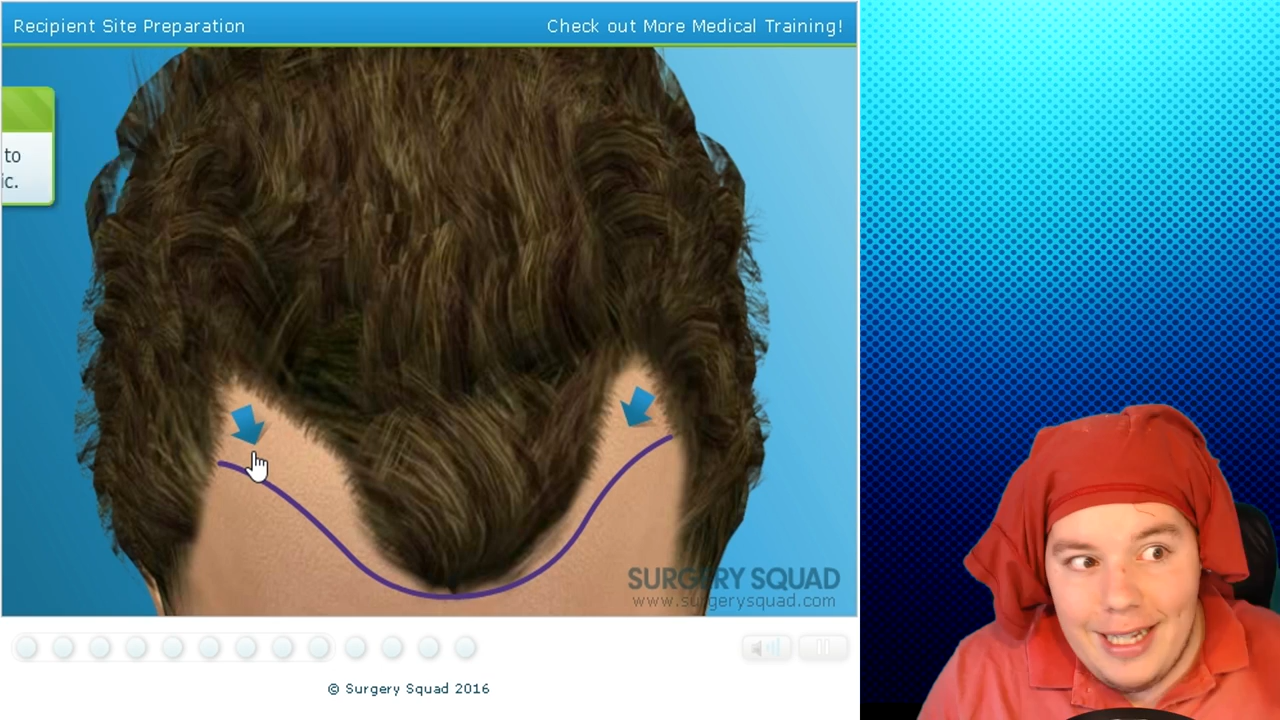 Recipient Site Preparation
Check out More Medical Training!
to
ic.
SURGERY SQUAD
www.surgerysquad.com
© Surgery Squad 2016